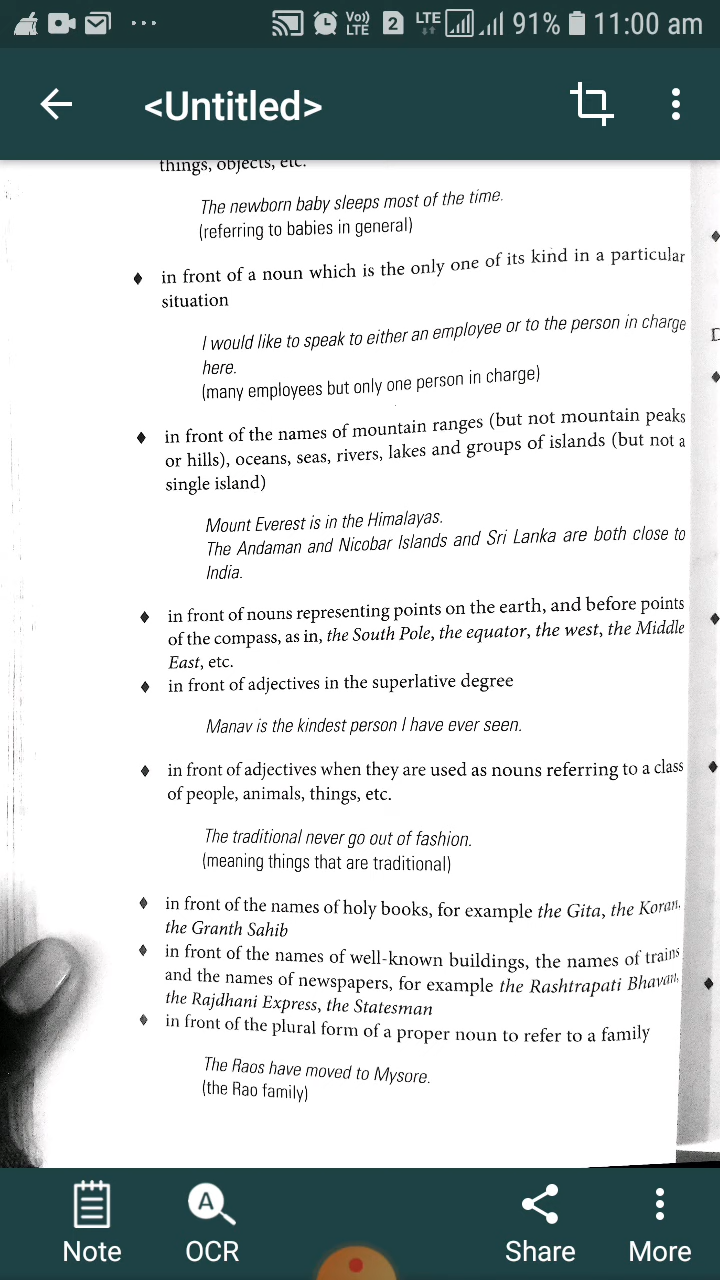 Vo))
LTE
2
LTE
91%
11:00 am
<Untitled>
things, objects, etc.
The newborn baby sleeps most of the time.
(referring to babies in general)
♦ in front of a noun which is the only one of its kind in a particular
situation
I would like to speak to either an employee or to the person in charge
here.
(many employees but only one person in charge)
♦ in front of the names of mountain ranges (but not mountain peaks
or hills), oceans, seas, rivers, lakes and groups of islands (but not a
single island)
Mount Everest is in the Himalayas.
The Andaman and Nicobar Islands and Sri Lanka are both close to
India.
♦ in front of nouns representing points on the earth, and before points
of the compass, as in, the South Pole, the equator, the west, the Middle
East, etc.
♦ in front of adjectives in the superlative degree
Manav is the kindest person I have ever seen.
♦ in front of adjectives when they are used as nouns referring to a class
of people, animals, things, etc.
The traditional never go out of fashion.
(meaning things that are traditional)
♦ in front of the names of holy books, for example the Gita, the Koran,
the Granth Sahib
♦ in front of the names of well-known buildings, the names of trains
and the names of newspapers, for example the Rashtrapati Bhavan,
the Rajdhani Express, the Statesman
♦ in front of the plural form of a proper noun to refer to a family
The Raos have moved to Mysore.
(the Rao family)
A
Note
OCR
Share
More